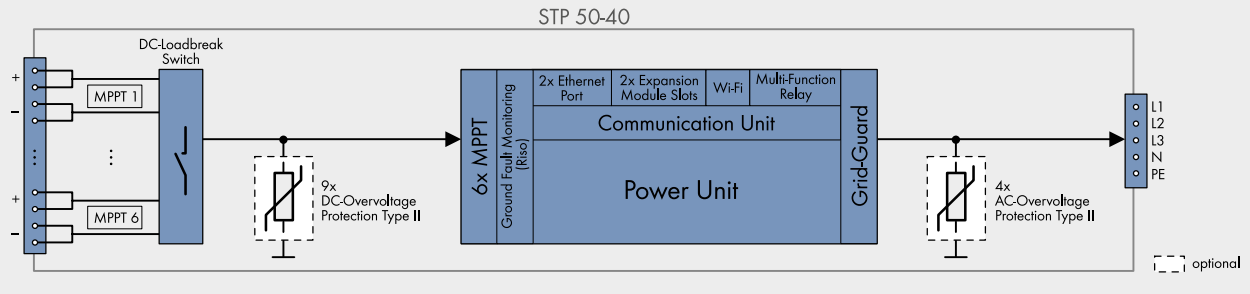 STP 50-40
DC-Loadbreak
Switch
+
MPPT 1
−
...
...
+
MPPT 6
−
9x
DC-Overvoltage
Protection Type II
6x MPPT
Ground Fault Monitoring
(Riso)
2x Ethernet
Port
2x Expansion
Module Slots
Wi-Fi
Multi-Function
Relay
Communication Unit
Power Unit
Grid-Guard
4x
AC-Overvoltage
Protection Type II
L1
L2
L3
N
PE
optional